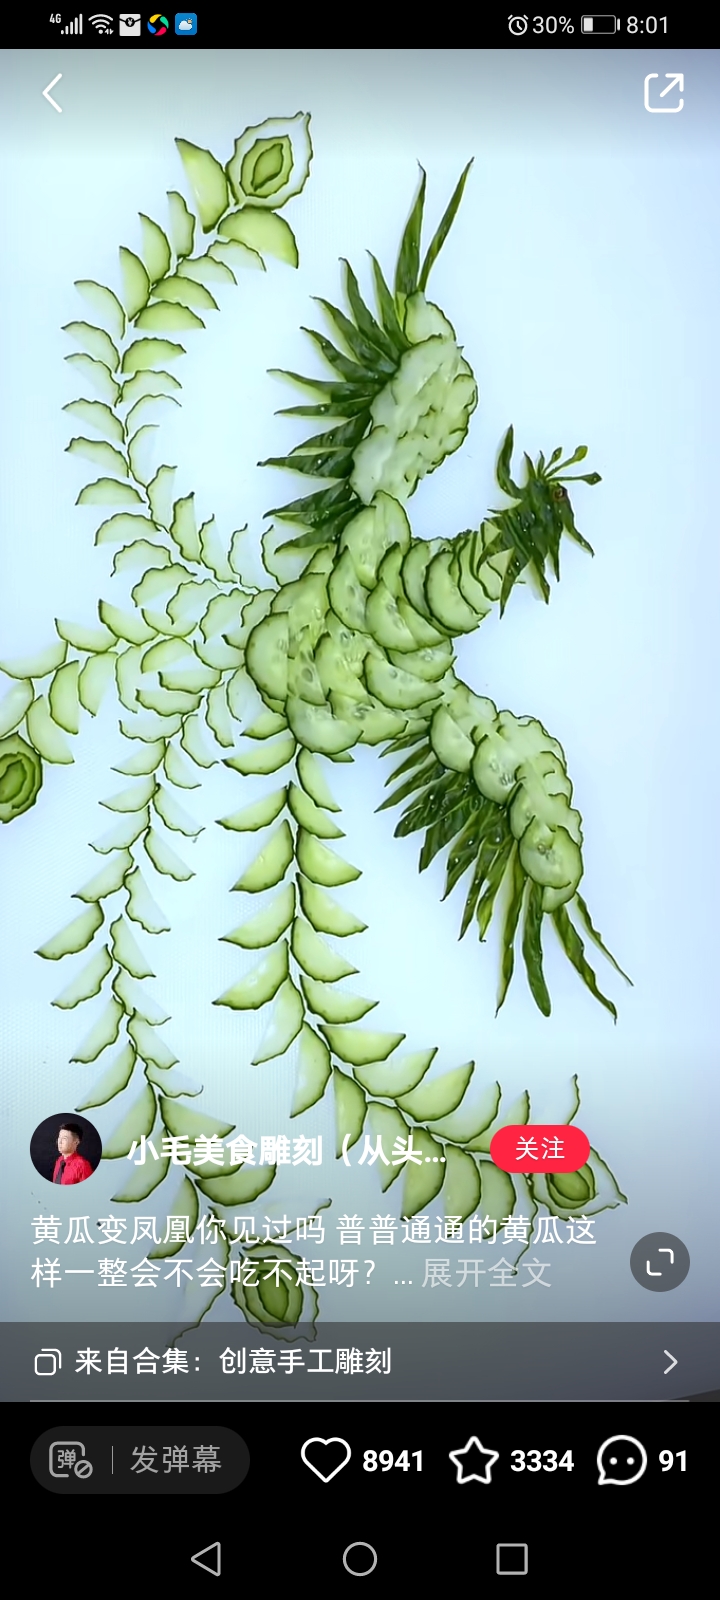 4G 30% 8:01
小毛美食雕刻（从头...
关注
黄瓜变凤凰你见过吗 普普通通的黄瓜这
样一整会不会吃不起呀？ ... 展开全文
来自合集：创意手工雕刻
弹 发弹幕 8941 3334 91